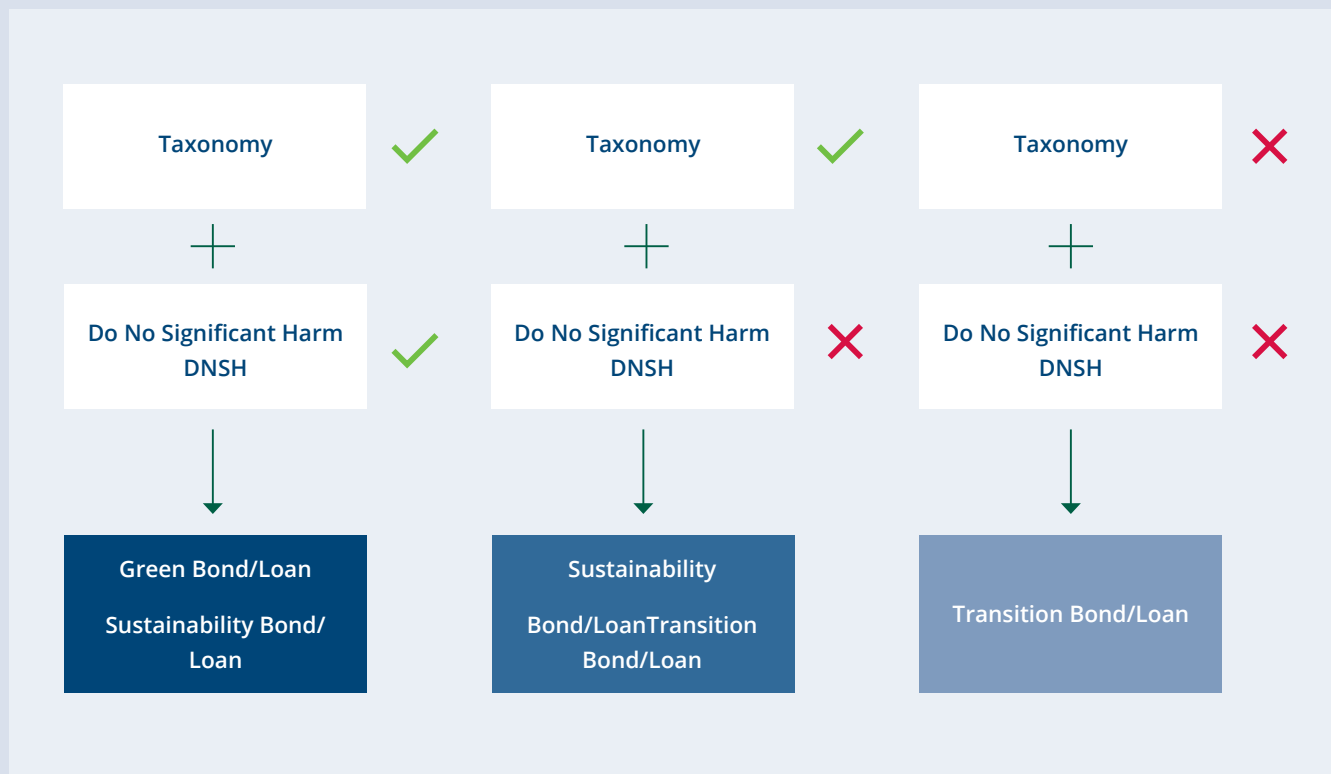 Taxonomy
Taxonomy
Taxonomy
Do No Significant Harm
DNSH
Do No Significant Harm
DNSH
Do No Significant Harm
DNSH
Green Bond/Loan
Sustainability Bond/
Loan
Sustainability
Bond/LoanTransition
Bond/Loan
Transition Bond/Loan